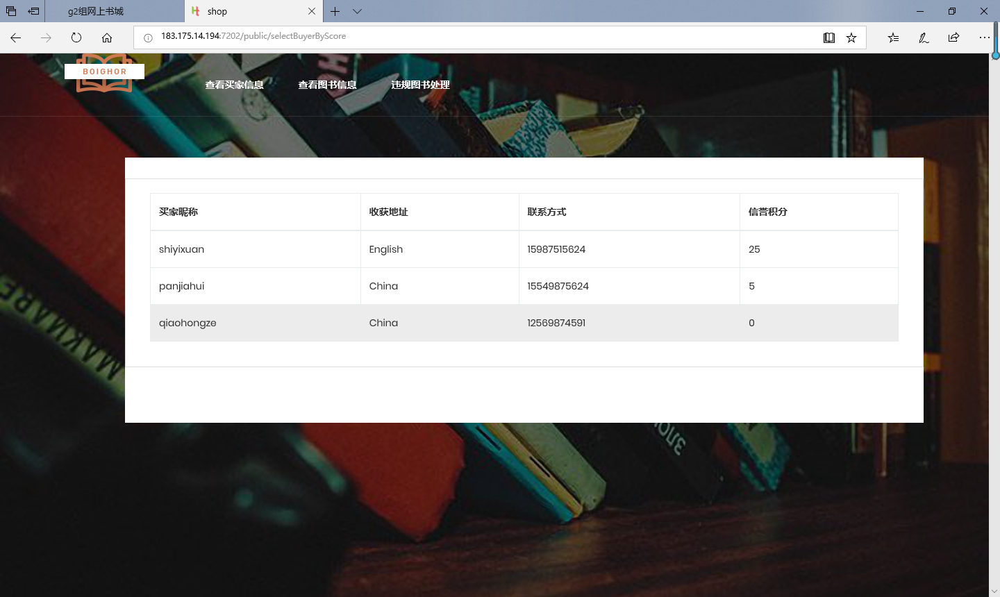 g2组网上书城
shop
183.175.14.194:7202/public/selectBuyerByScore
BOIGHOR
查看买家信息 查看图书信息 违规图书处理
买家昵称 收获地址 联系方式 信誉积分
shiyixuan English 15987515624 25
panjiahui China 15549875624 5
qiaohongze China 12569874591 0